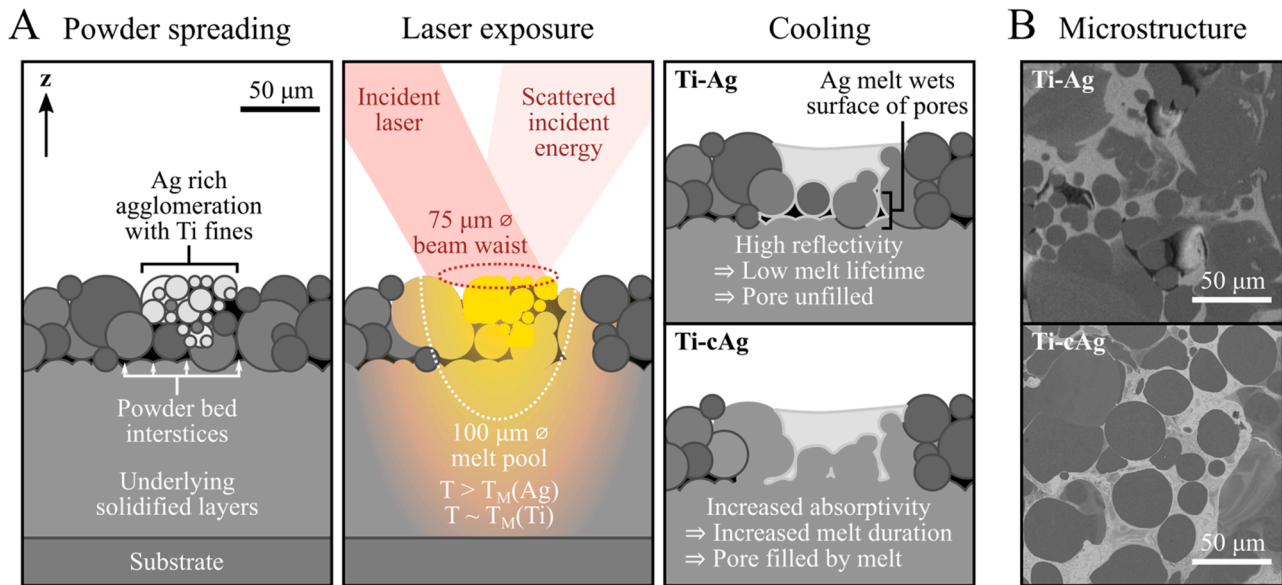 A
Powder spreading
Laser exposure
Cooling
B
Microstructure
z
50 μm
Ag rich
agglomeration
with Ti fines
Powder bed
interstices
Underlying
solidified layers
Substrate
Incident
laser
Scattered
incident
energy
75 μm ⌀
beam waist
100 μm ⌀
melt pool
T > T_M(Ag)
T ~ T_M(Ti)
Ti-Ag
Ag melt wets
surface of pores
High reflectivity
⇒ Low melt lifetime
⇒ Pore unfilled
Ti-cAg
Increased absorptivity
⇒ Increased melt duration
⇒ Pore filled by melt
Ti-Ag
50 μm
Ti-cAg
50 μm